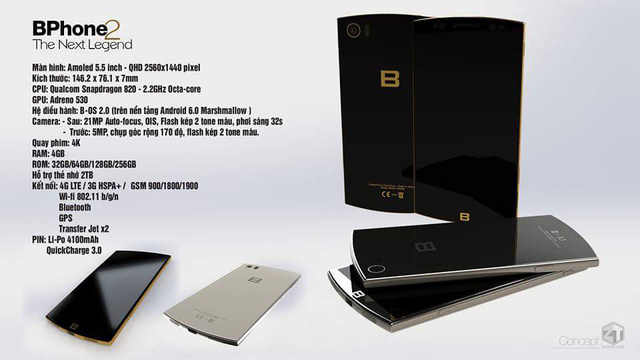 BPhone2
The Next Legend
Màn hình: Amoled 5.5 inch - QHD 2560x1440 pixel
Kích thước: 146.2 x 76.1 x 7mm
CPU: Qualcom Snapdragon 820 - 2.2GHz Octa-core
GPU: Adreno 530
Hệ điều hành: B-OS 2.0 (trên nền tảng Android 6.0 Marshmallow )
Camera: - Sau: 21MP Auto-focus, OIS, Flash kép 2 tone màu, phơi sáng 32s
- Trước: 5MP, chụp góc rộng 170 độ, flash kép 2 tone màu.
Quay phim: 4K
RAM: 4GB
ROM: 32GB/64GB/128GB/256GB
Hỗ trợ thẻ nhớ 2TB
Kết nối: 4G LTE / 3G HSPA+ / GSM 900/1800/1900
Wi-fi 802.11 b/g/n
Bluetooth
GPS
Transfer Jet x2
PIN: Li-Po 4100mAh
QuickCharge 3.0
B
B
B
B
B
CE
Concept